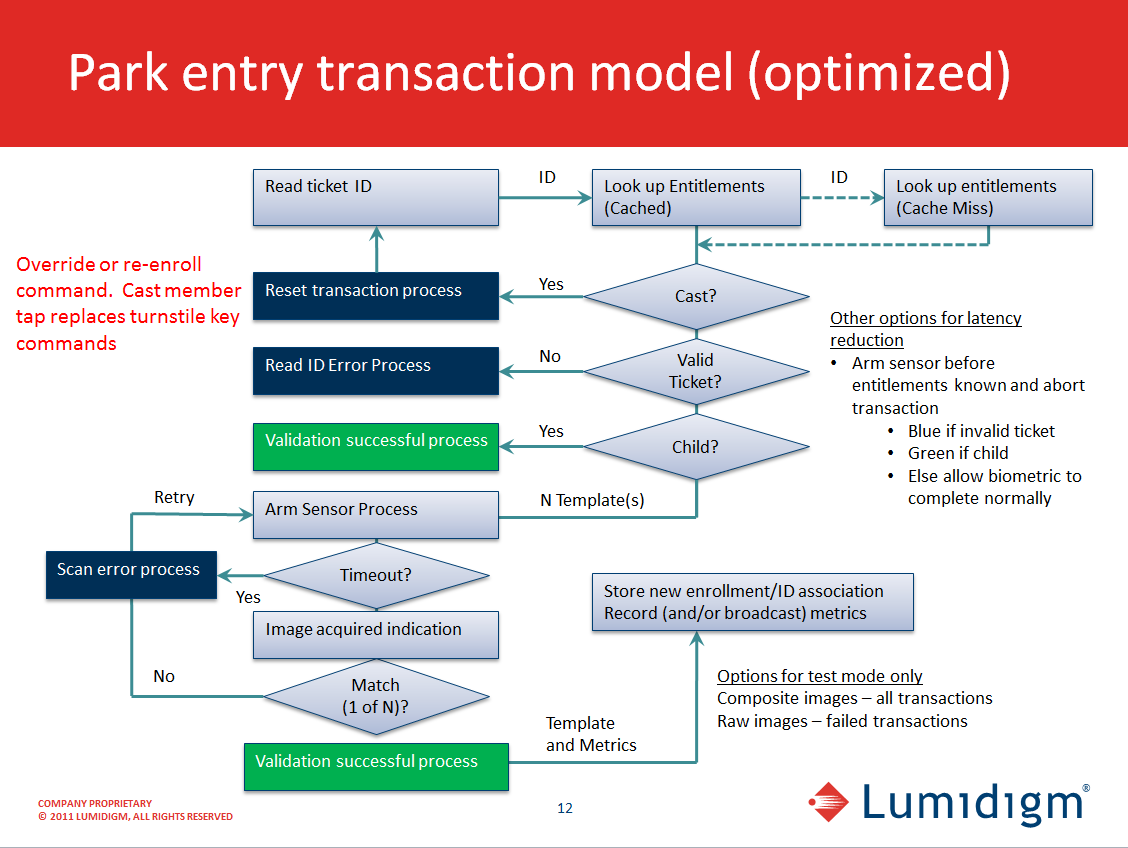 Park entry transaction model (optimized)
Read ticket ID
ID
Look up Entitlements
(Cached)
ID
Look up entitlements
(Cache Miss)
Override or re-enroll
command.  Cast member
tap replaces turnstile key
commands
Reset transaction process
Yes
Cast?
Read ID Error Process
No
Valid
Ticket?
Validation successful process
Yes
Child?
Other options for latency
reduction
• Arm sensor before
entitlements known and abort
transaction
• Blue if invalid ticket
• Green if child
• Else allow biometric to
complete normally
Retry
Arm Sensor Process
N Template(s)
Scan error process
Timeout?
Yes
Image acquired indication
No
Match
(1 of N)?
Store new enrollment/ID association
Record (and/or broadcast) metrics
Options for test mode only
Composite images – all transactions
Raw images – failed transactions
Template
and Metrics
Validation successful process
COMPANY PROPRIETARY
© 2011 LUMIDIGM, ALL RIGHTS RESERVED
12
Lumidigm®